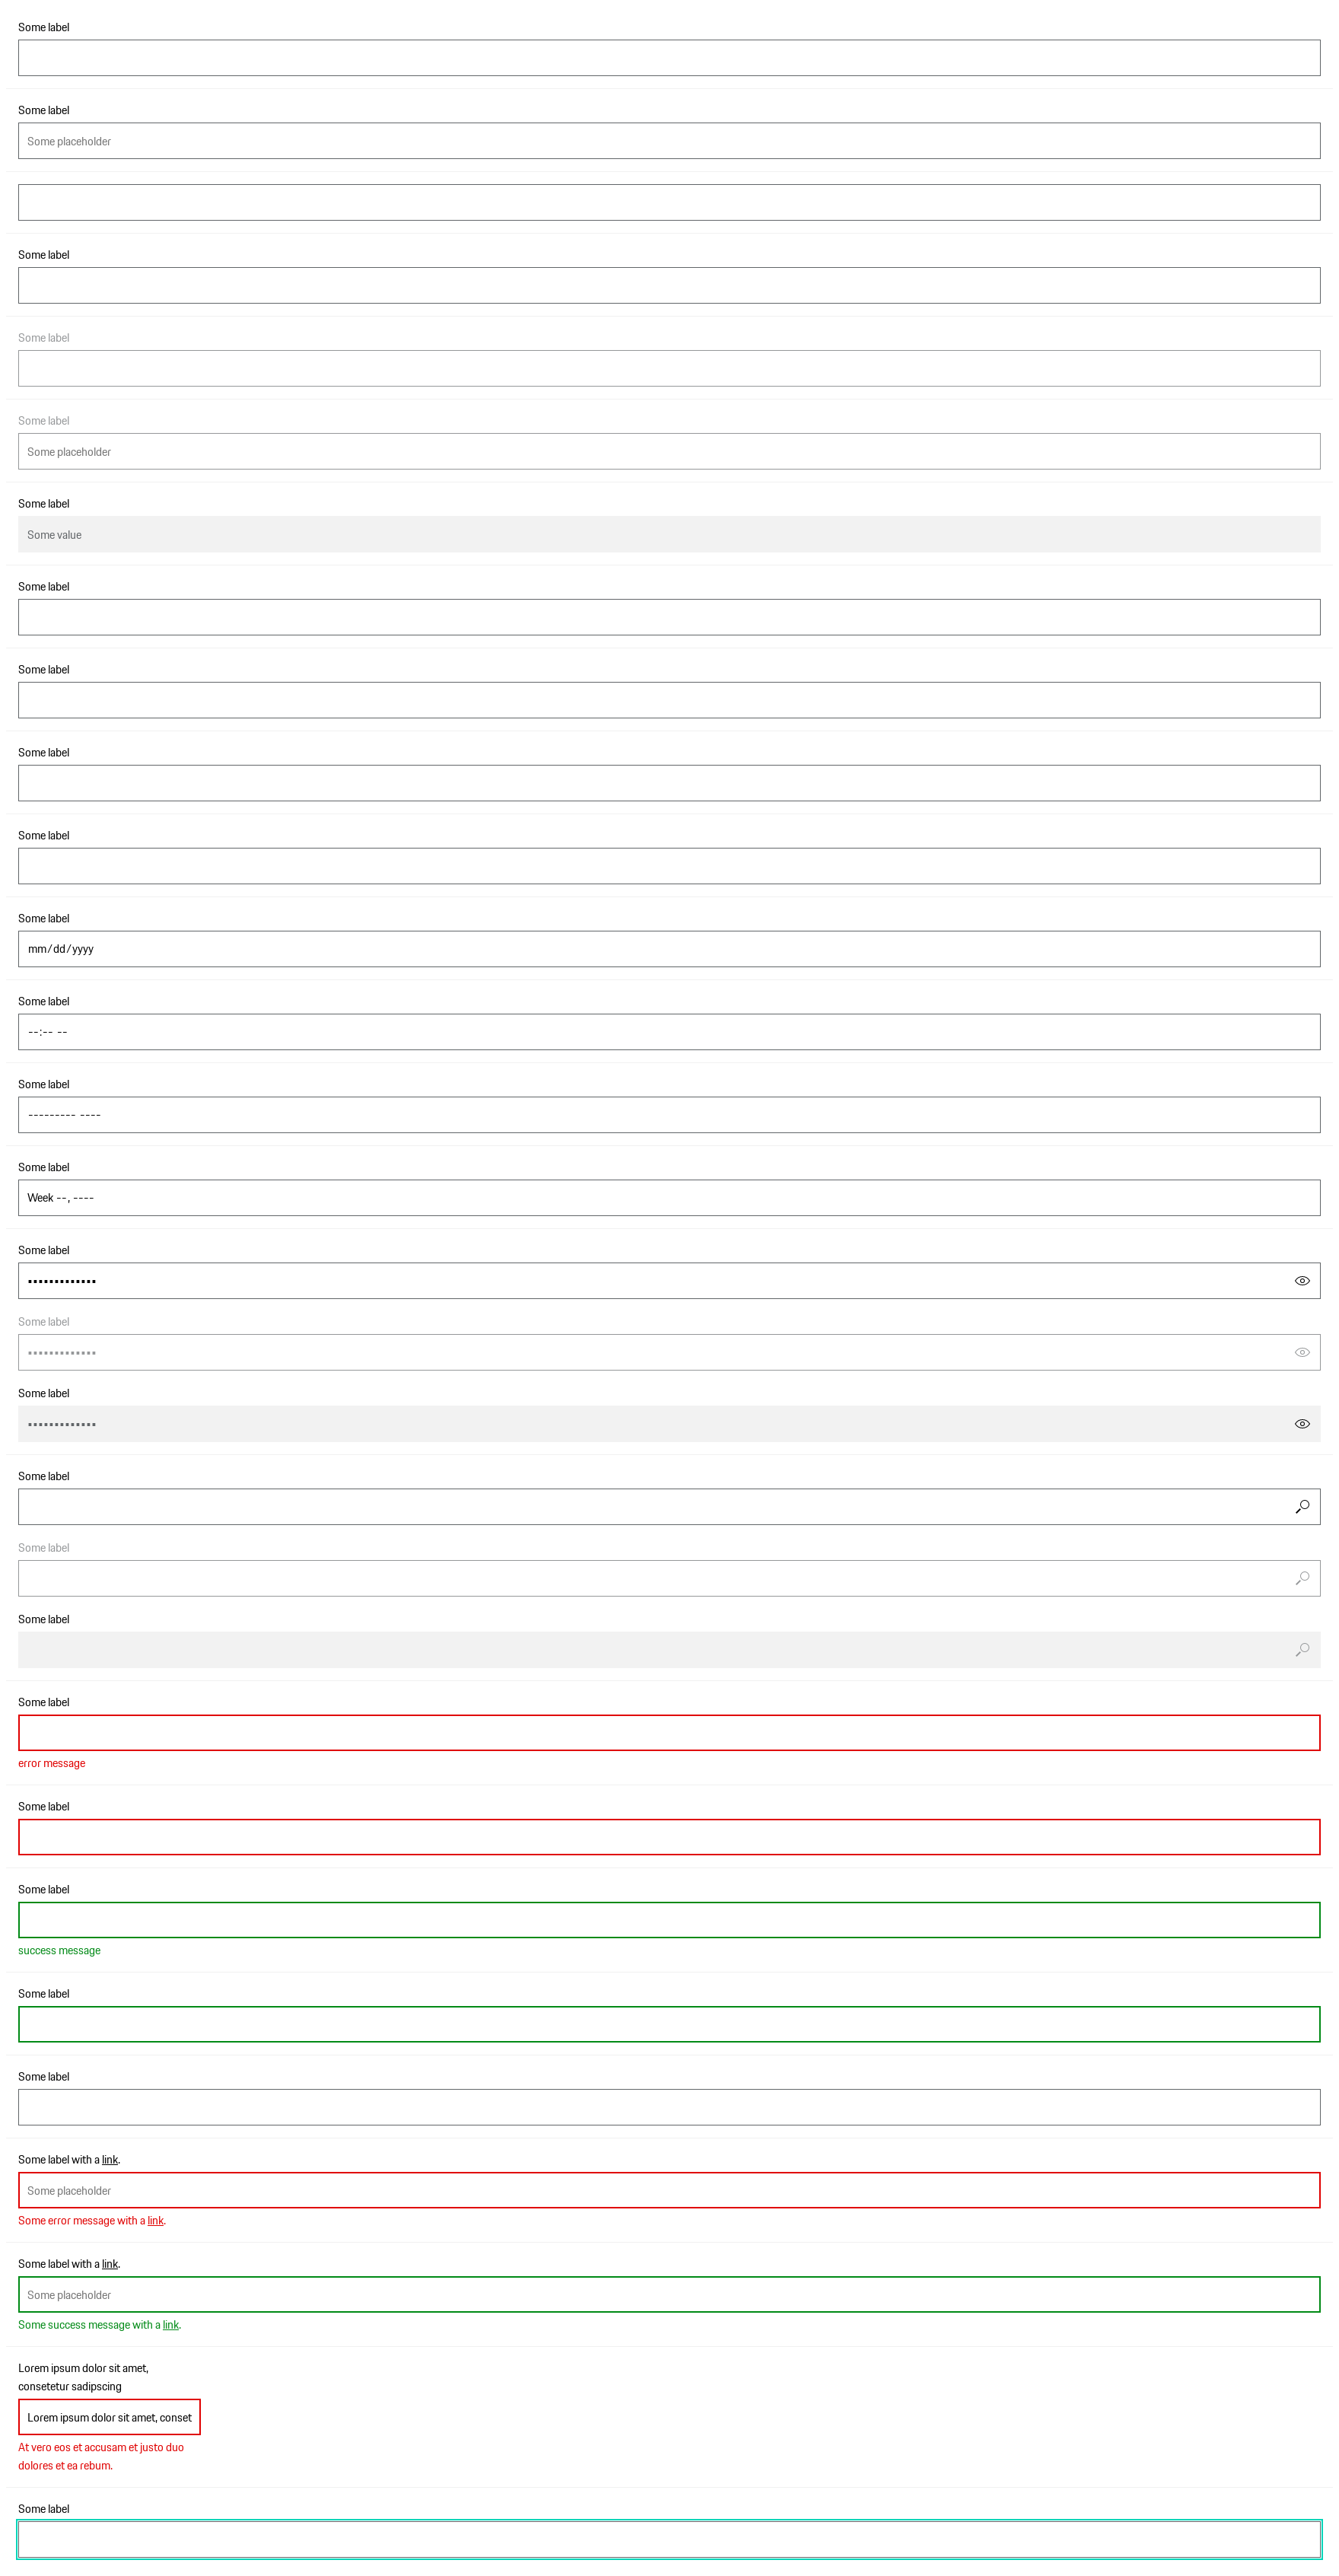 Some label
Some label
Some placeholder
Some label
Some label
Some label
Some placeholder
Some label
Some value
Some label
Some label
Some label
Some label
Some label
mm/dd/yyyy
Some label
--:-- --
Some label
--------- ----
Some label
Week --, ----
Some label
•••••••••••••
Some label
•••••••••••••
Some label
•••••••••••••
Some label
Some label
Some label
Some label
error message
Some label
Some label
success message
Some label
Some label
Some label with a link.
Some placeholder
Some error message with a link.
Some label with a link.
Some placeholder
Some success message with a link.
Lorem ipsum dolor sit amet,
consetetur sadipscing
Lorem ipsum dolor sit amet, conset
At vero eos et accusam et justo duo
dolores et ea rebum.
Some label